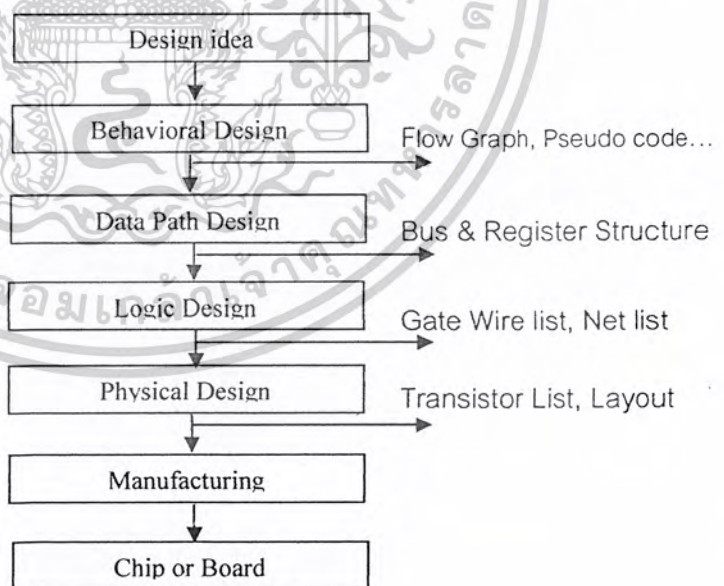 Design idea
Behavioral Design
Flow Graph, Pseudo code...
Data Path Design
Bus & Register Structure
Logic Design
Gate Wire list, Net list
Physical Design
Transistor List, Layout
Manufacturing
Chip or Board